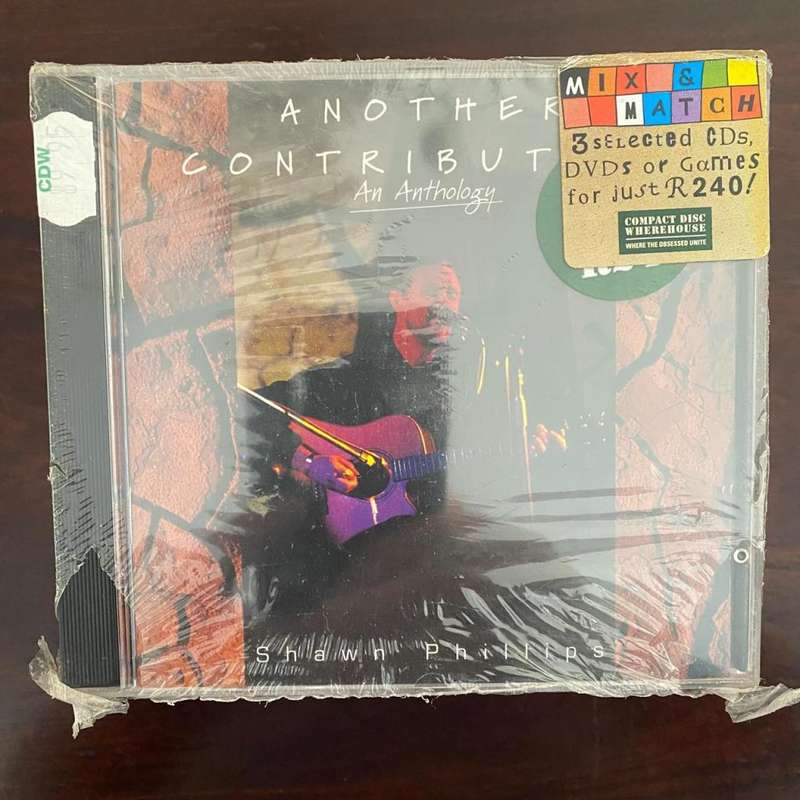 ANOTHER
CONTRIBUT
An Anthology
Shawn Phillips
CDW
MIX &
MATCH
3 SELECTED CDs,
DVDs or Games
for just R240!
COMPACT DISC
WHEREHOUSE
WHERE THE OBSESSED UNITE